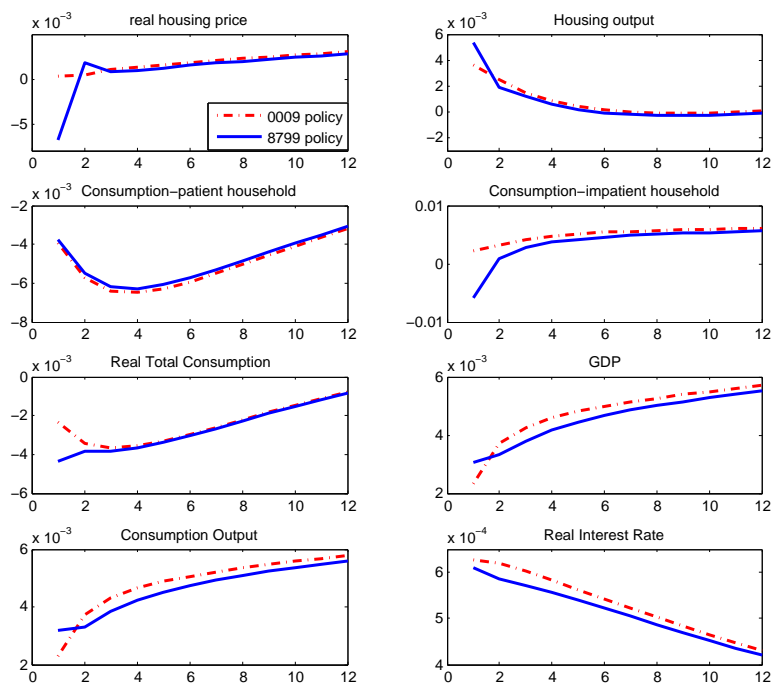 real housing price
x 10−3
0
−5
0 2 4 6 8 10 12
0009 policy
8799 policy
Housing output
x 10−3
6
4
2
0
−2
0 2 4 6 8 10 12
Consumption−patient household
x 10−3
−2
−4
−6
−8
0 2 4 6 8 10 12
Consumption−impatient household
0.01
0
−0.01
0 2 4 6 8 10 12
Real Total Consumption
x 10−3
0
−2
−4
−6
0 2 4 6 8 10 12
GDP
x 10−3
6
4
2
0 2 4 6 8 10 12
Consumption Output
x 10−3
6
4
2
0 2 4 6 8 10 12
Real Interest Rate
x 10−4
6
5
4
0 2 4 6 8 10 12